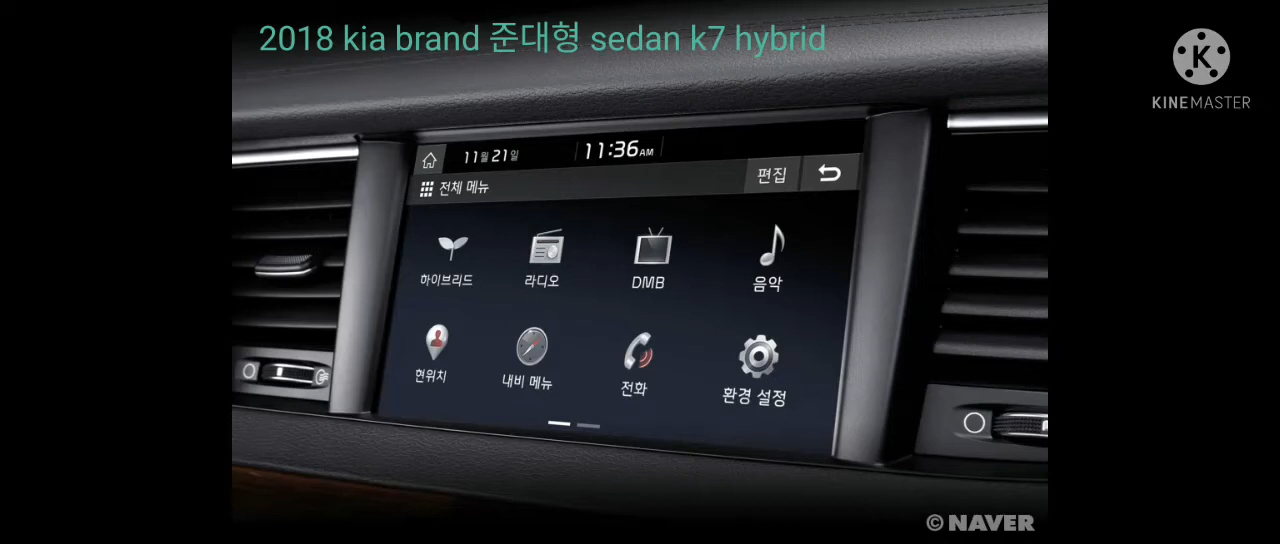 2018 kia brand 준대형 sedan k7 hybrid
K
KINEMASTER
11월 21일 11:36 AM
전체 메뉴 편집
하이브리드 라디오 DMB 음악
현위치 내비 메뉴 전화 환경 설정
© NAVER